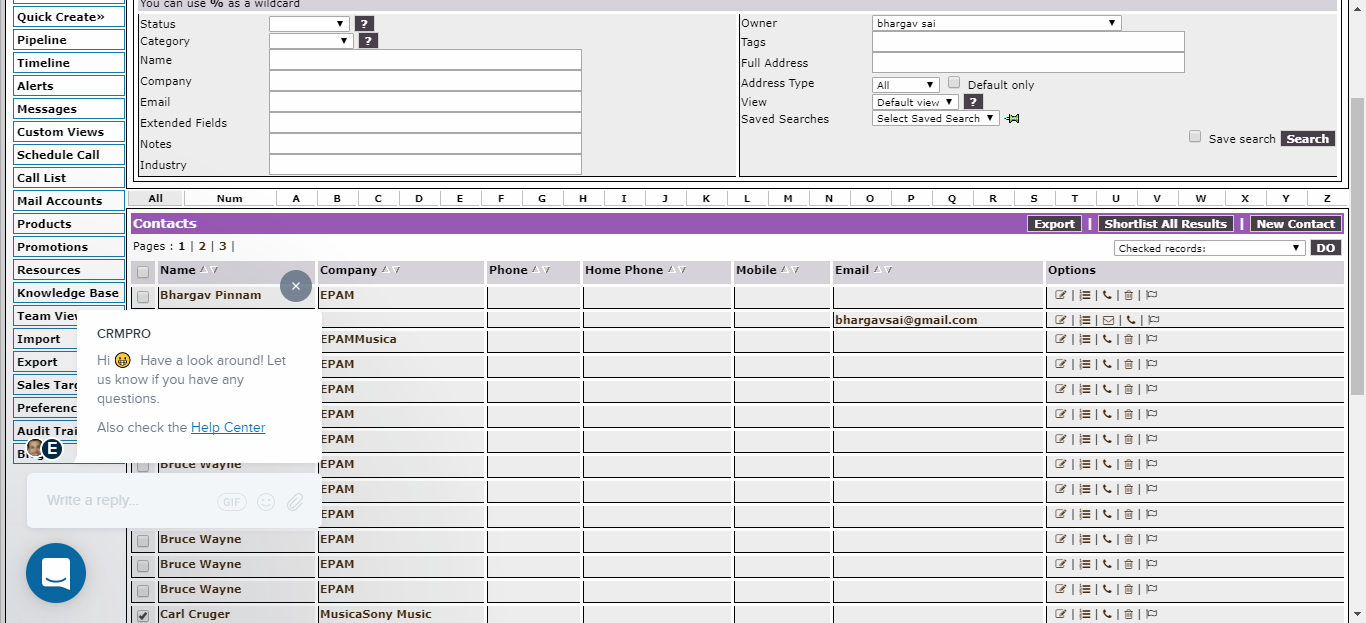 You can use % as a wildcard
Quick Create»
Pipeline
Timeline
Alerts
Messages
Custom Views
Schedule Call
Call List
Mail Accounts
Products
Promotions
Resources
Knowledge Base
Team View
Import
Export
Sales Targ
Preferenc
Audit Trai
Status ?
Category ?
Name
Company
Email
Extended Fields
Notes
Industry
Owner bhargav sai
Tags
Full Address
Address Type All Default only
View Default view ?
Saved Searches Select Saved Search
Save search Search
All Num A B C D E F G H I J K L M N O P Q R S T U V W X Y Z
Contacts Export | Shortlist All Results | New Contact
Pages : 1 | 2 | 3 |
Checked records: DO
Name Company Phone Home Phone Mobile Email Options
Bhargav Pinnam EPAM
bhargavsai@gmail.com
EPAMMusica
EPAM
EPAM
EPAM
EPAM
Bruce Wayne EPAM
EPAM
EPAM
Bruce Wayne EPAM
Bruce Wayne EPAM
Bruce Wayne EPAM
Carl Cruger MusicaSony Music
CRMPRO
Hi Have a look around! Let
us know if you have any
questions.
Also check the Help Center
E
Write a reply...
GIF